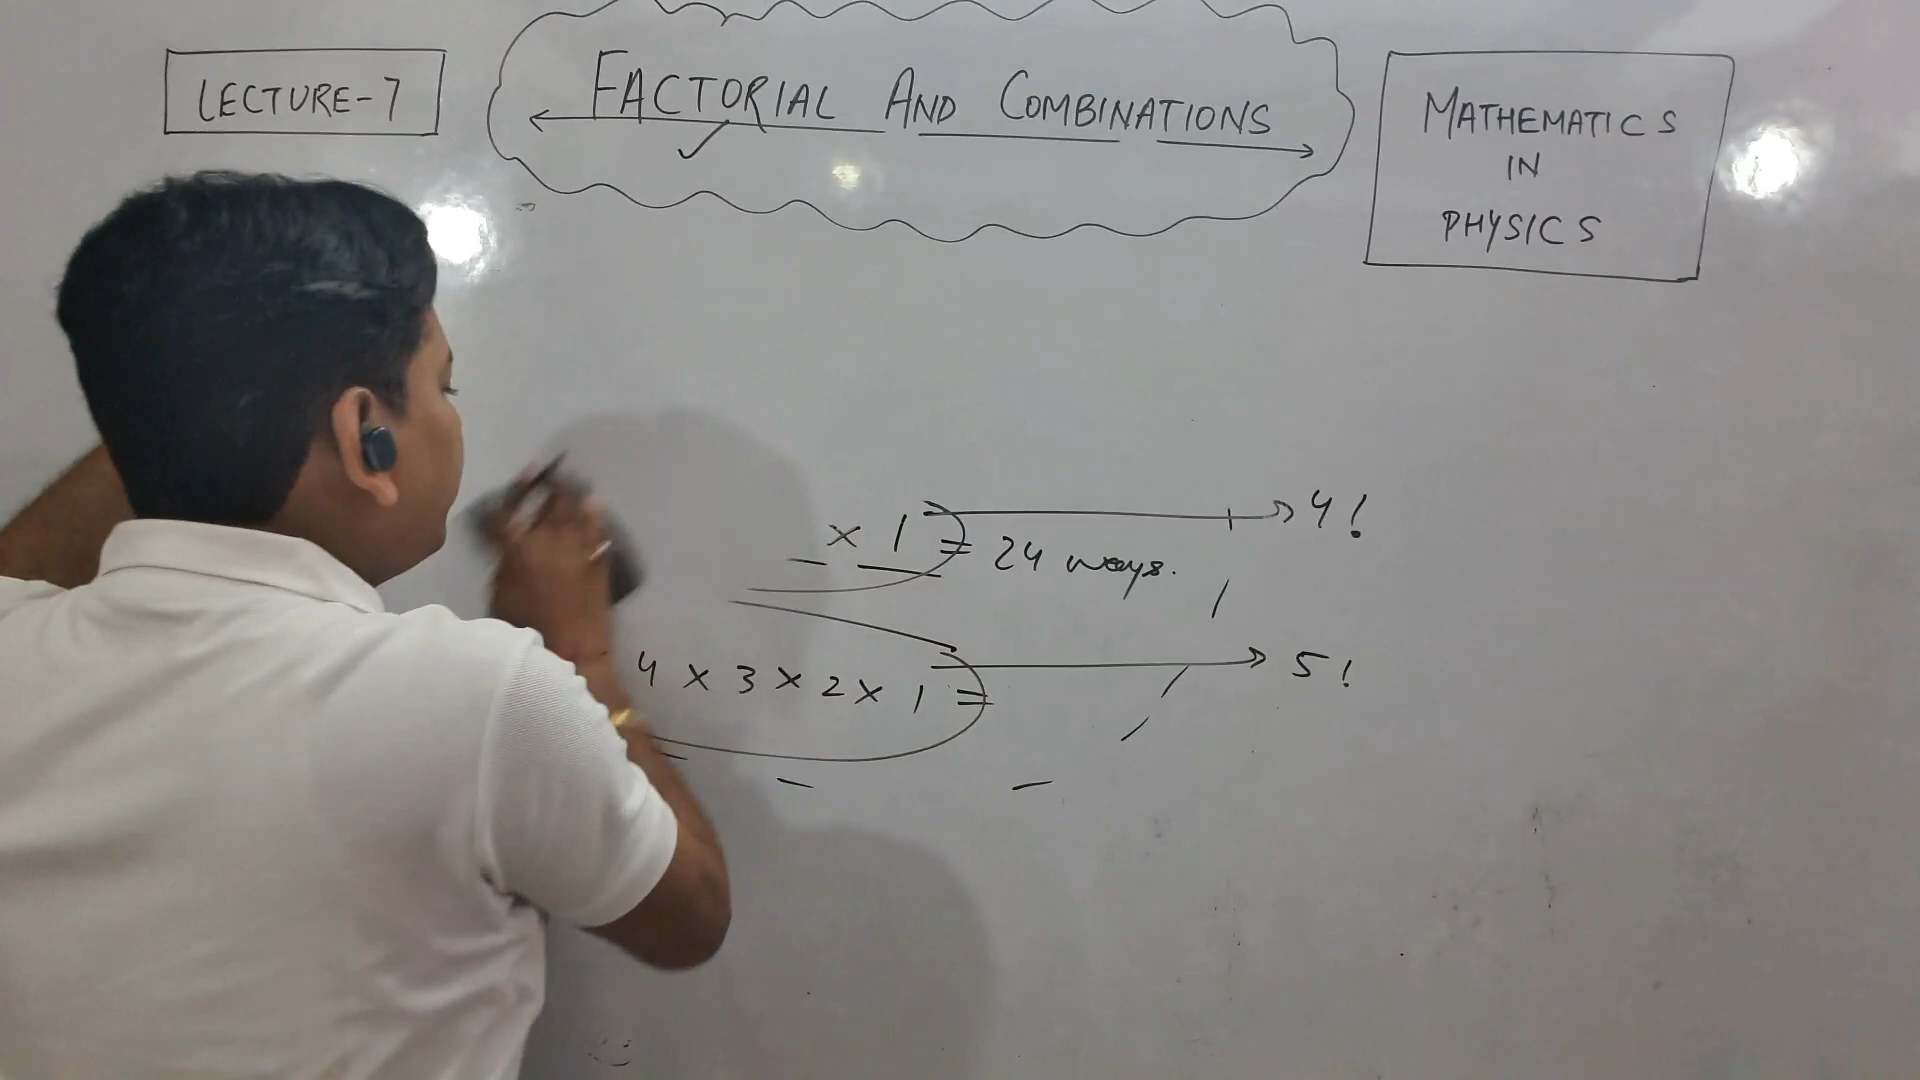 LECTURE-7
FACTORIAL AND COMBINATIONS
MATHEMATICS
IN
PHYSICS
× 1 = 24 ways. → 4!
4 × 3 × 2 × 1 = → 5!